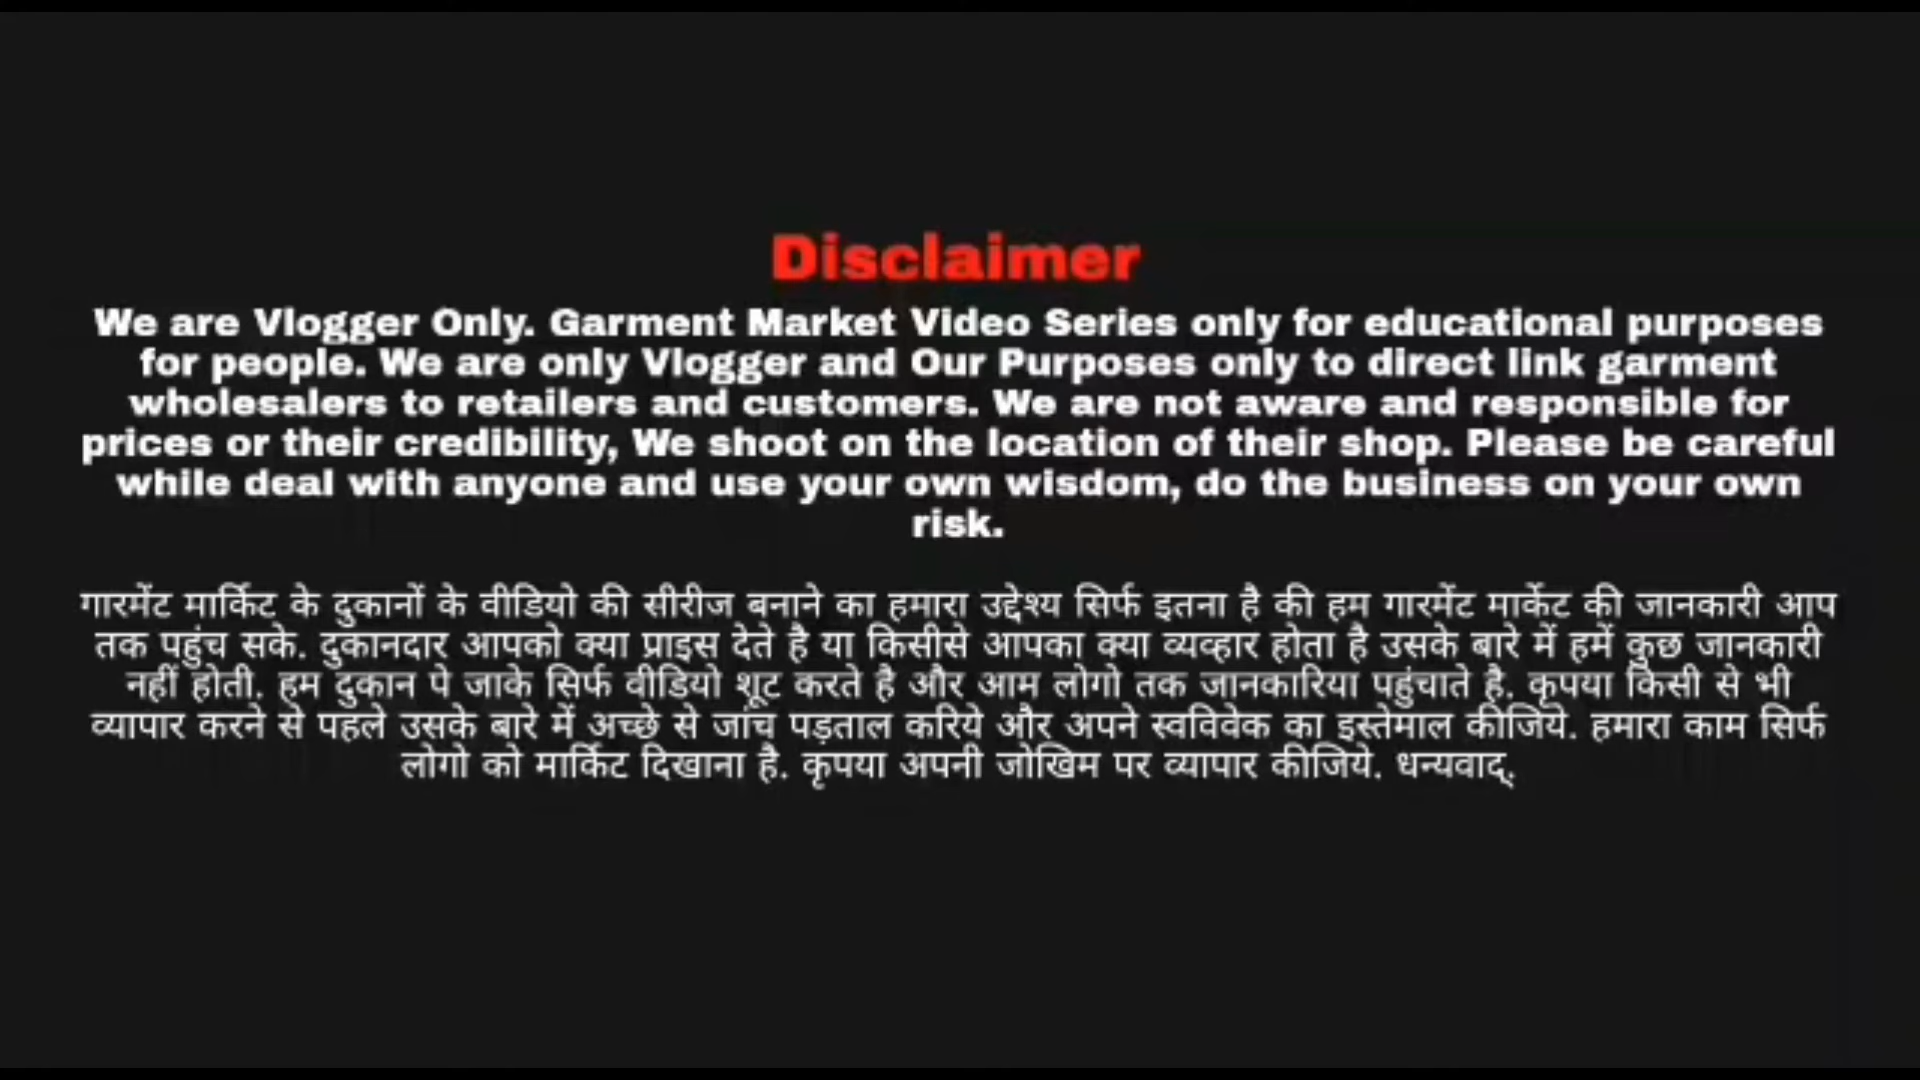 Disclaimer
We are Vlogger Only. Garment Market Video Series only for educational purposes
for people. We are only Vlogger and Our Purposes only to direct link garment
wholesalers to retailers and customers. We are not aware and responsible for
prices or their credibility, We shoot on the location of their shop. Please be careful
while deal with anyone and use your own wisdom, do the business on your own
risk.
गारमेंट मार्किट के दुकानों के वीडियो की सीरीज बनाने का हमारा उद्देश्य सिर्फ इतना है की हम गारमेंट मार्केट की जानकारी आप
तक पहुंच सके. दुकानदार आपको क्या प्राइस देते है या किसीसे आपका क्या व्यव्हार होता है उसके बारे में हमें कुछ जानकारी
नहीं होती. हम दुकान पे जाके सिर्फ वीडियो शूट करते है और आम लोगो तक जानकारिया पहुंचाते है. कृपया किसी से भी
व्यापार करने से पहले उसके बारे में अच्छे से जांच पड़ताल करिये और अपने स्वविवेक का इस्तेमाल कीजिये. हमारा काम सिर्फ
लोगो को मार्किट दिखाना है. कृपया अपनी जोखिम पर व्यापार कीजिये. धन्यवाद्.